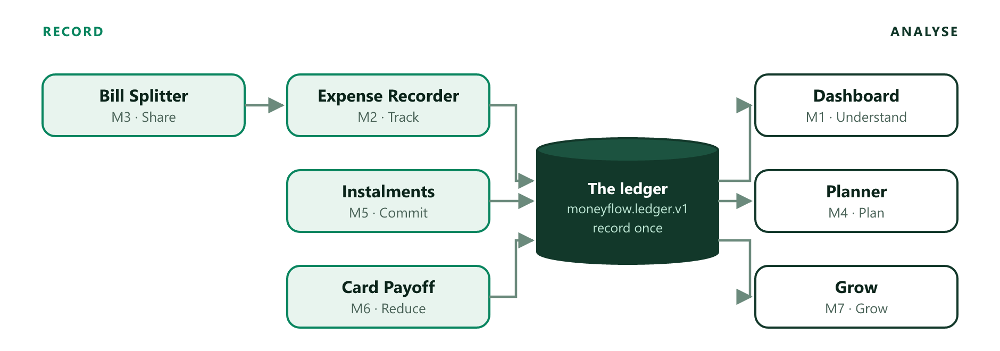 RECORD
ANALYSE
Bill Splitter
M3 · Share
Expense Recorder
M2 · Track
Dashboard
M1 · Understand
Instalments
M5 · Commit
The ledger
moneyflow.ledger.v1
record once
Planner
M4 · Plan
Card Payoff
M6 · Reduce
Grow
M7 · Grow